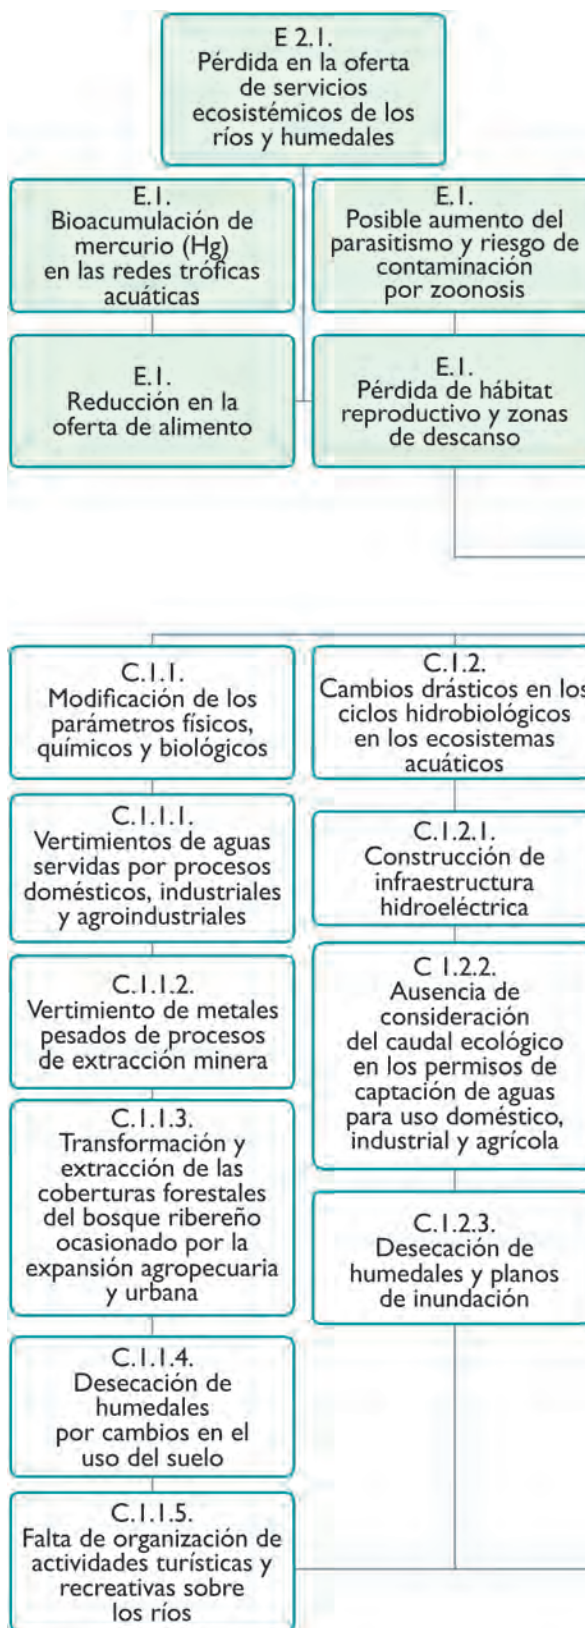 E 2.1.
Pérdida en la oferta
de servicios
ecosistémicos de los
ríos y humedales
E.1.
Bioacumulación de
mercurio (Hg)
en las redes tróficas
acuáticas
E.1.
Posible aumento del
parasitismo y riesgo de
contaminación
por zoonosis
E.1.
Reducción en la
oferta de alimento
E.1.
Pérdida de hábitat
reproductivo y zonas
de descanso
C.1.1.
Modificación de los
parámetros físicos,
químicos y biológicos
C.1.1.1.
Vertimientos de aguas
servidas por procesos
domésticos, industriales
y agroindustriales
C.1.1.2.
Vertimiento de metales
pesados de procesos
de extracción minera
C.1.1.3.
Transformación y
extracción de las
coberturas forestales
del bosque ribereño
ocasionado por la
expansión agropecuaria
y urbana
C.1.1.4.
Desecación de
humedales
por cambios en el
uso del suelo
C.1.1.5.
Falta de organización de
actividades turísticas y
recreativas sobre
los ríos
C.1.2.
Cambios drásticos en los
ciclos hidrobiológicos
en los ecosistemas
acuáticos
C.1.2.1.
Construcción de
infraestructura
hidroeléctrica
C 1.2.2.
Ausencia de
consideración
del caudal ecológico
en los permisos de
captación de aguas
para uso doméstico,
industrial y agrícola
C.1.2.3.
Desecación de
humedales y planos
de inundación